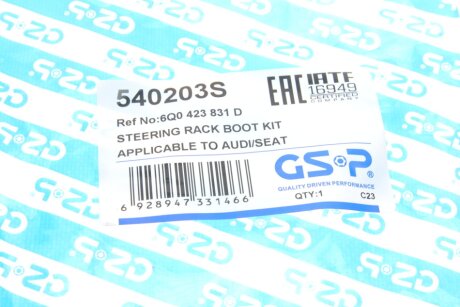 540203S
Ref No:6Q0 423 831 D
STEERING RACK BOOT KIT
APPLICABLE TO AUDI/SEAT
6 928947 331466
EAC
IATF
16949
CERTIFIED
COMPANY
GSP
QUALITY DRIVEN PERFORMANCE
QTY:1 C23